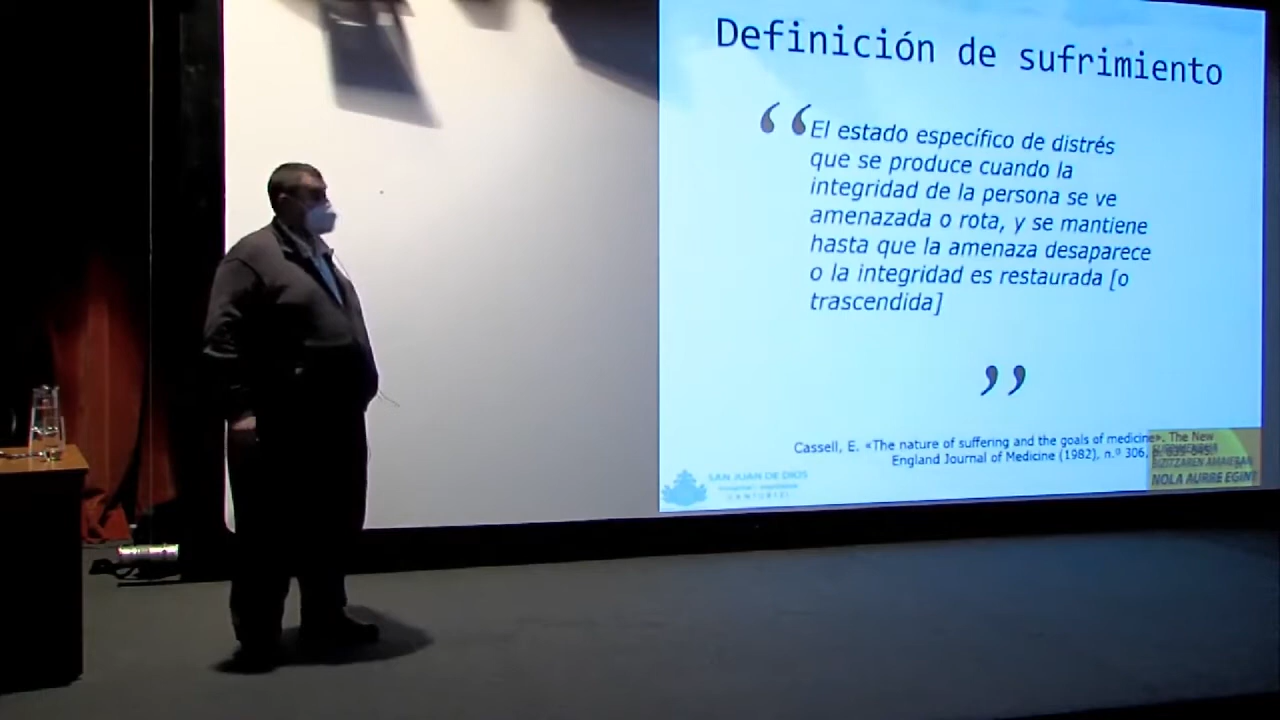 Definición de sufrimiento
“ El estado específico de distrés
que se produce cuando la
integridad de la persona se ve
amenazada o rota, y se mantiene
hasta que la amenaza desaparece
o la integridad es restaurada [o
trascendida]
”
Cassell, E. «The nature of suffering and the goals of medicine». The New
England Journal of Medicine (1982), n.º 306,
SAN JUAN DE DIOS
BIZITZAREN AMAIERAN
NOLA AURRE EGIN?